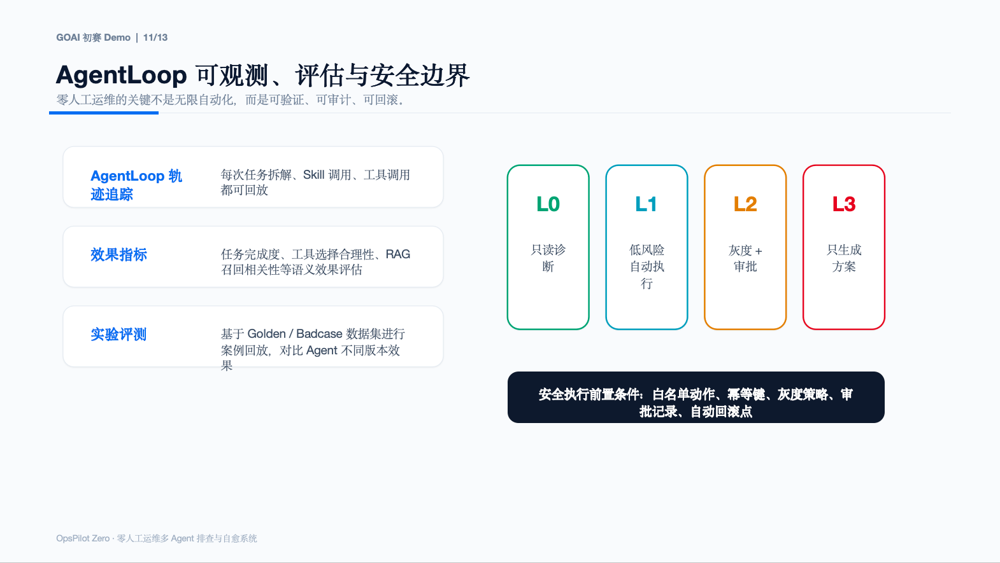 GOAI 初赛 Demo | 11/13
AgentLoop 可观测、评估与安全边界
零人工运维的关键不是无限自动化，而是可验证、可审计、可回滚。
AgentLoop 轨
迹追踪
每次任务拆解、Skill 调用、工具调用
都可回放
效果指标
任务完成度、工具选择合理性、RAG
召回相关性等语义效果评估
实验评测
基于 Golden / Badcase 数据集进行
案例回放，对比 Agent 不同版本效
果
L0
只读诊
断
L1
低风险
自动执
行
L2
灰度 +
审批
L3
只生成
方案
安全执行前置条件：白名单动作、幂等键、灰度策略、审
批记录、自动回滚点
OpsPilot Zero · 零人工运维多 Agent 排查与自愈系统